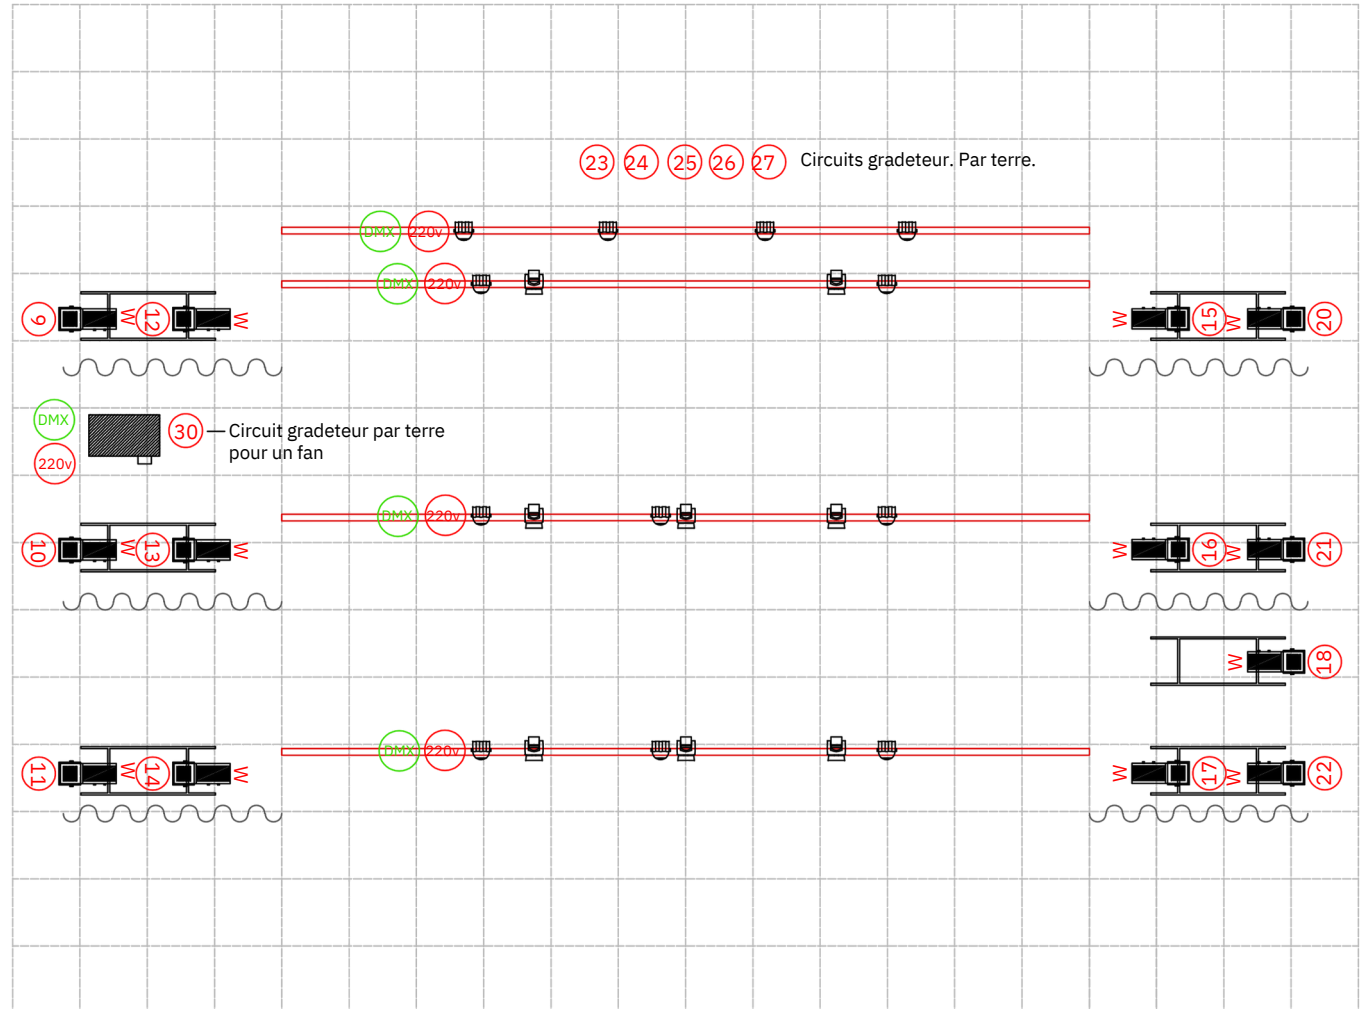 23 24 25 26 27 Circuits gradeteur. Par terre.
DMX 220v
DMX 220v
9 W 12 W W 15 W 20
DMX
30 Circuit gradeteur par terre
pour un fan
220v
DMX 220v
10 W 13 W W 16 W 21
W 18
DMX 220v
11 W 14 W W 17 W 22